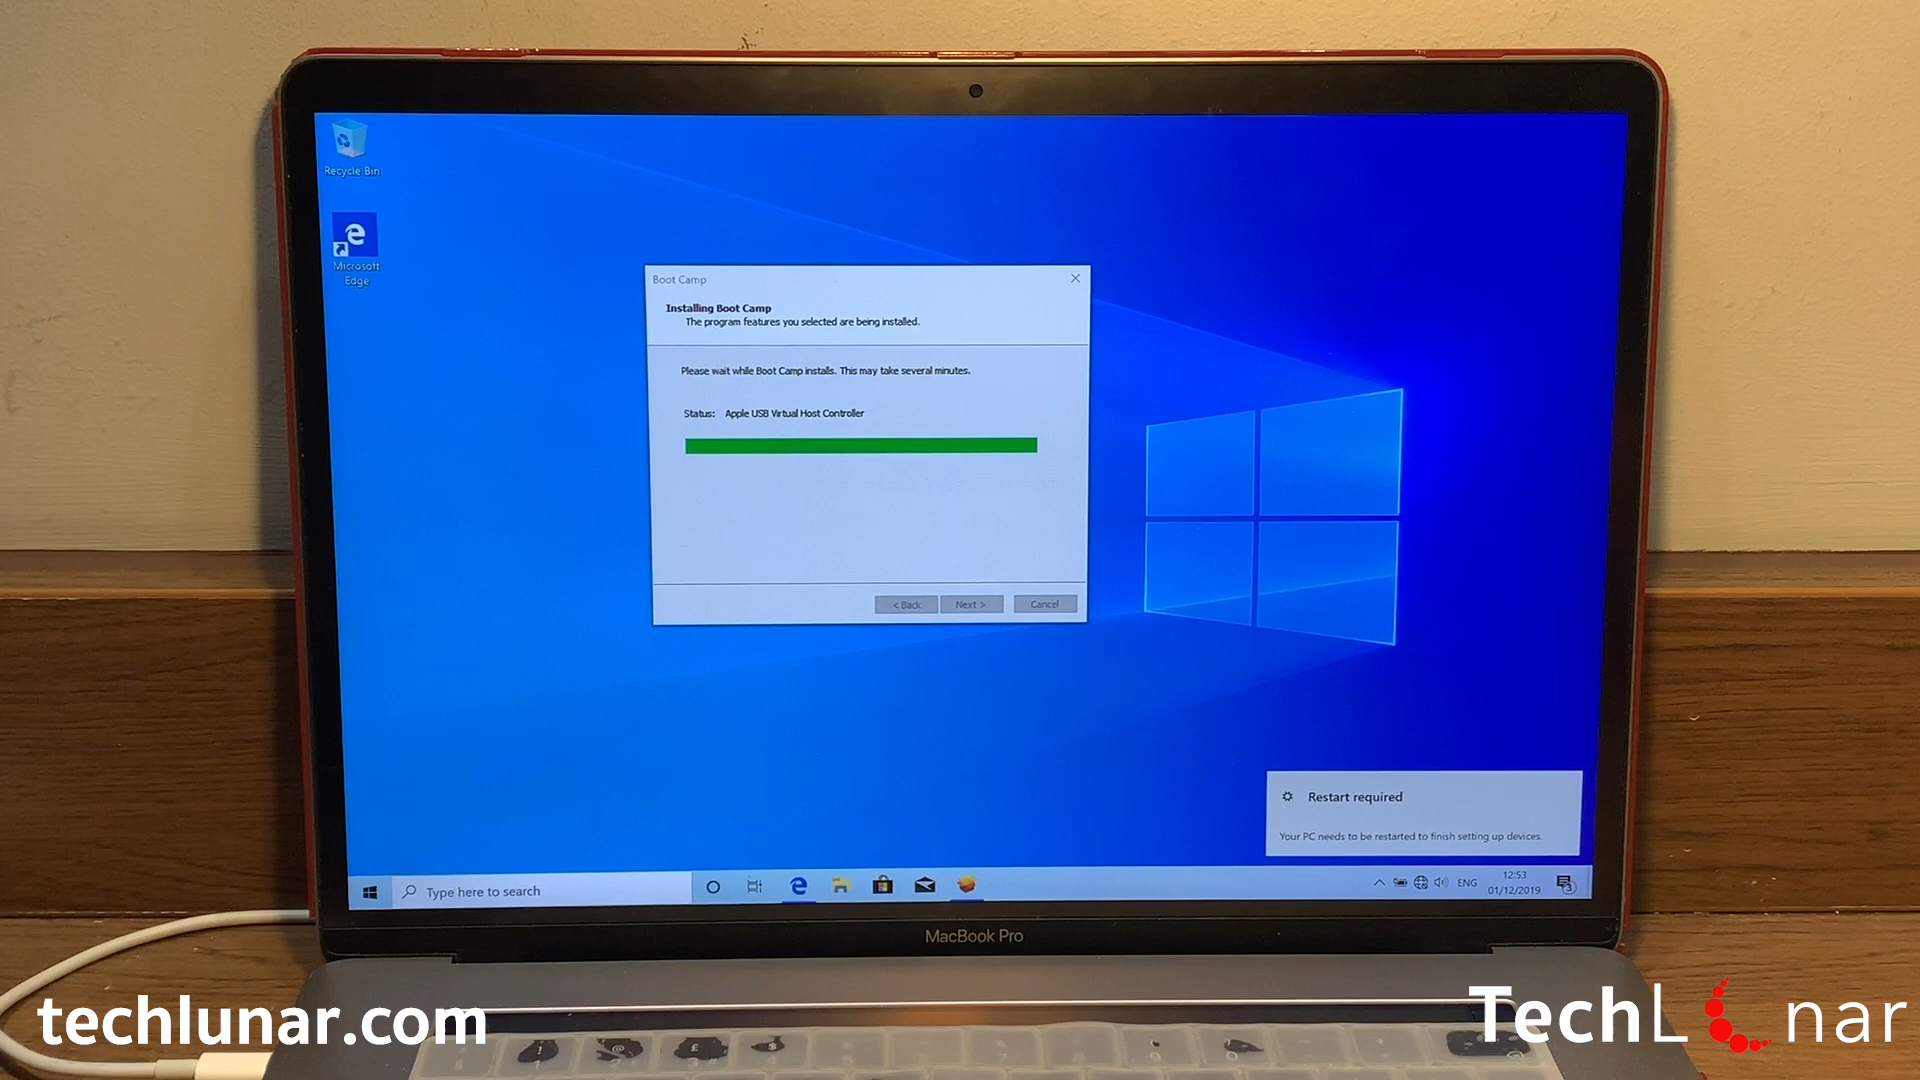 Recycle Bin
Microsoft
Edge
Boot Camp
Installing Boot Camp
The program features you selected are being installed.
Please wait while Boot Camp installs. This may take several minutes.
Status: Apple USB Virtual Host Controller
< Back
Next >
Cancel
Restart required
Your PC needs to be restarted to finish setting up devices.
Type here to search
ENG
12:53
01/12/2019
3
MacBook Pro
techlunar.com
TechLunar